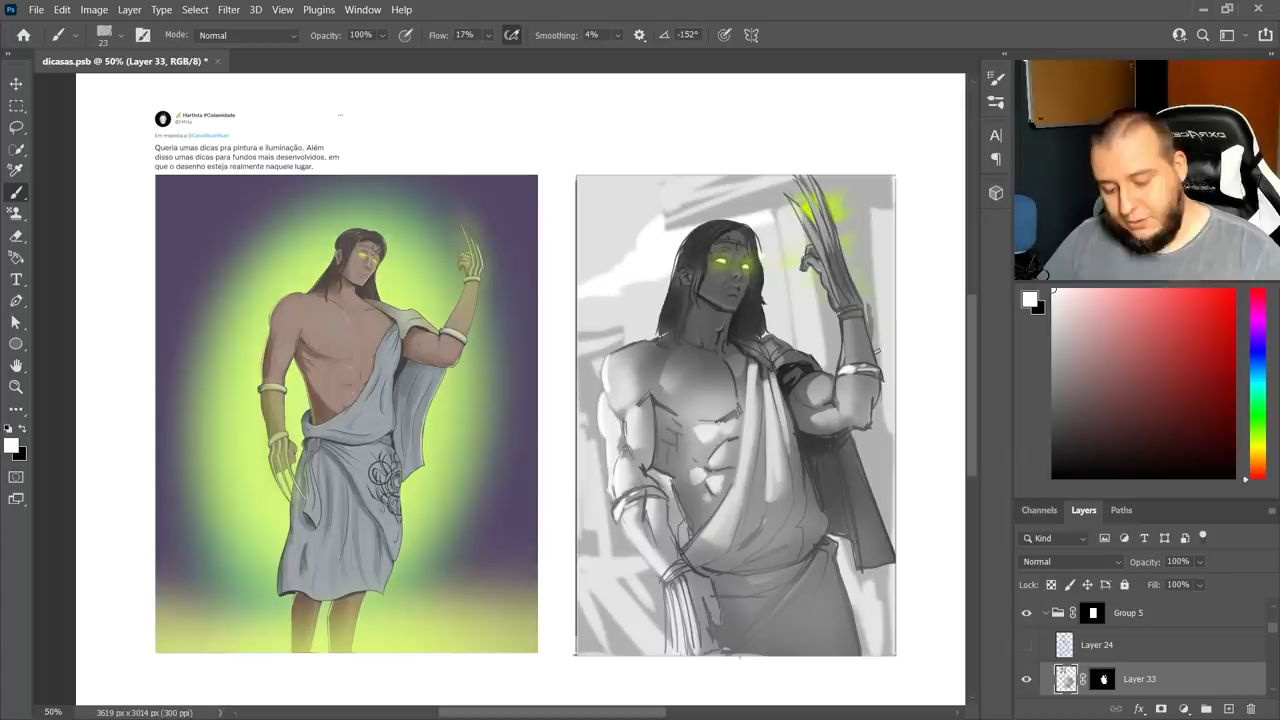 Ps File Edit Image Layer Type Select Filter 3D View Plugins Window Help
23 Mode: Normal Opacity: 100% Flow: 17% Smoothing: 4% -152°
dicasas.psb @ 50% (Layer 33, RGB/8) *
Hartista #Calamidade
Em resposta a
Queria umas dicas pra pintura e iluminação. Além
disso umas dicas para fundos mais desenvolvidos, em
que o desenho esteja realmente naquele lugar.
Channels Layers Paths
Kind
Normal Opacity: 100%
Lock: Fill: 100%
Group 5
Layer 24
Layer 33
50% 3619 px x 3014 px (300 ppi)